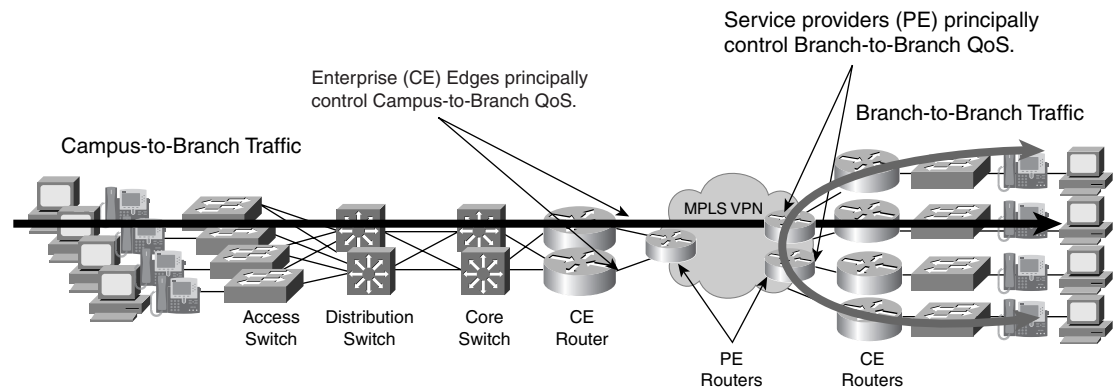 Service providers (PE) principally
control Branch-to-Branch QoS.
Enterprise (CE) Edges principally
control Campus-to-Branch QoS.
Branch-to-Branch Traffic
Campus-to-Branch Traffic
MPLS VPN
Access
Switch
Distribution
Switch
Core
Switch
CE
Router
PE
Routers
CE
Routers